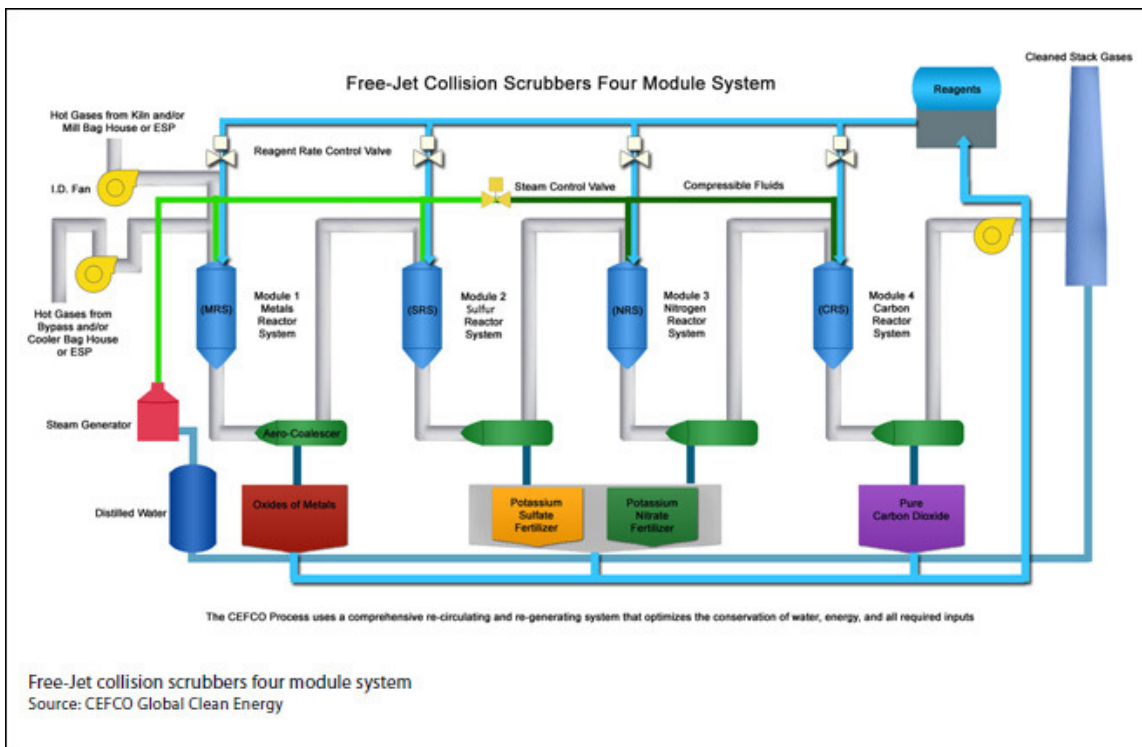 Cleaned Stack Gases
Free-Jet Collision Scrubbers Four Module System
Reagents
Hot Gases from Kiln and/or
Mill Bag House or ESP
Reagent Rate Control Valve
I.D. Fan
Steam Control Valve
Compressible Fluids
(MRS)
Module 1
Metals
Reactor
System
(SRS)
Module 2
Sulfur
Reactor
System
(NRS)
Module 3
Nitrogen
Reactor
System
(CRS)
Module 4
Carbon
Reactor
System
Hot Gases from
Bypass and/or
Cooler Bag House
or ESP
Steam Generator
Aero-Coalescer
Distilled Water
Oxides of Metals
Potassium
Sulfate
Fertilizer
Potassium
Nitrate
Fertilizer
Pure
Carbon Dioxide
The CEFCO Process uses a comprehensive re-circulating and re-generating system that optimizes the conservation of water, energy, and all required inputs
Free-Jet collision scrubbers four module system
Source: CEFCO Global Clean Energy